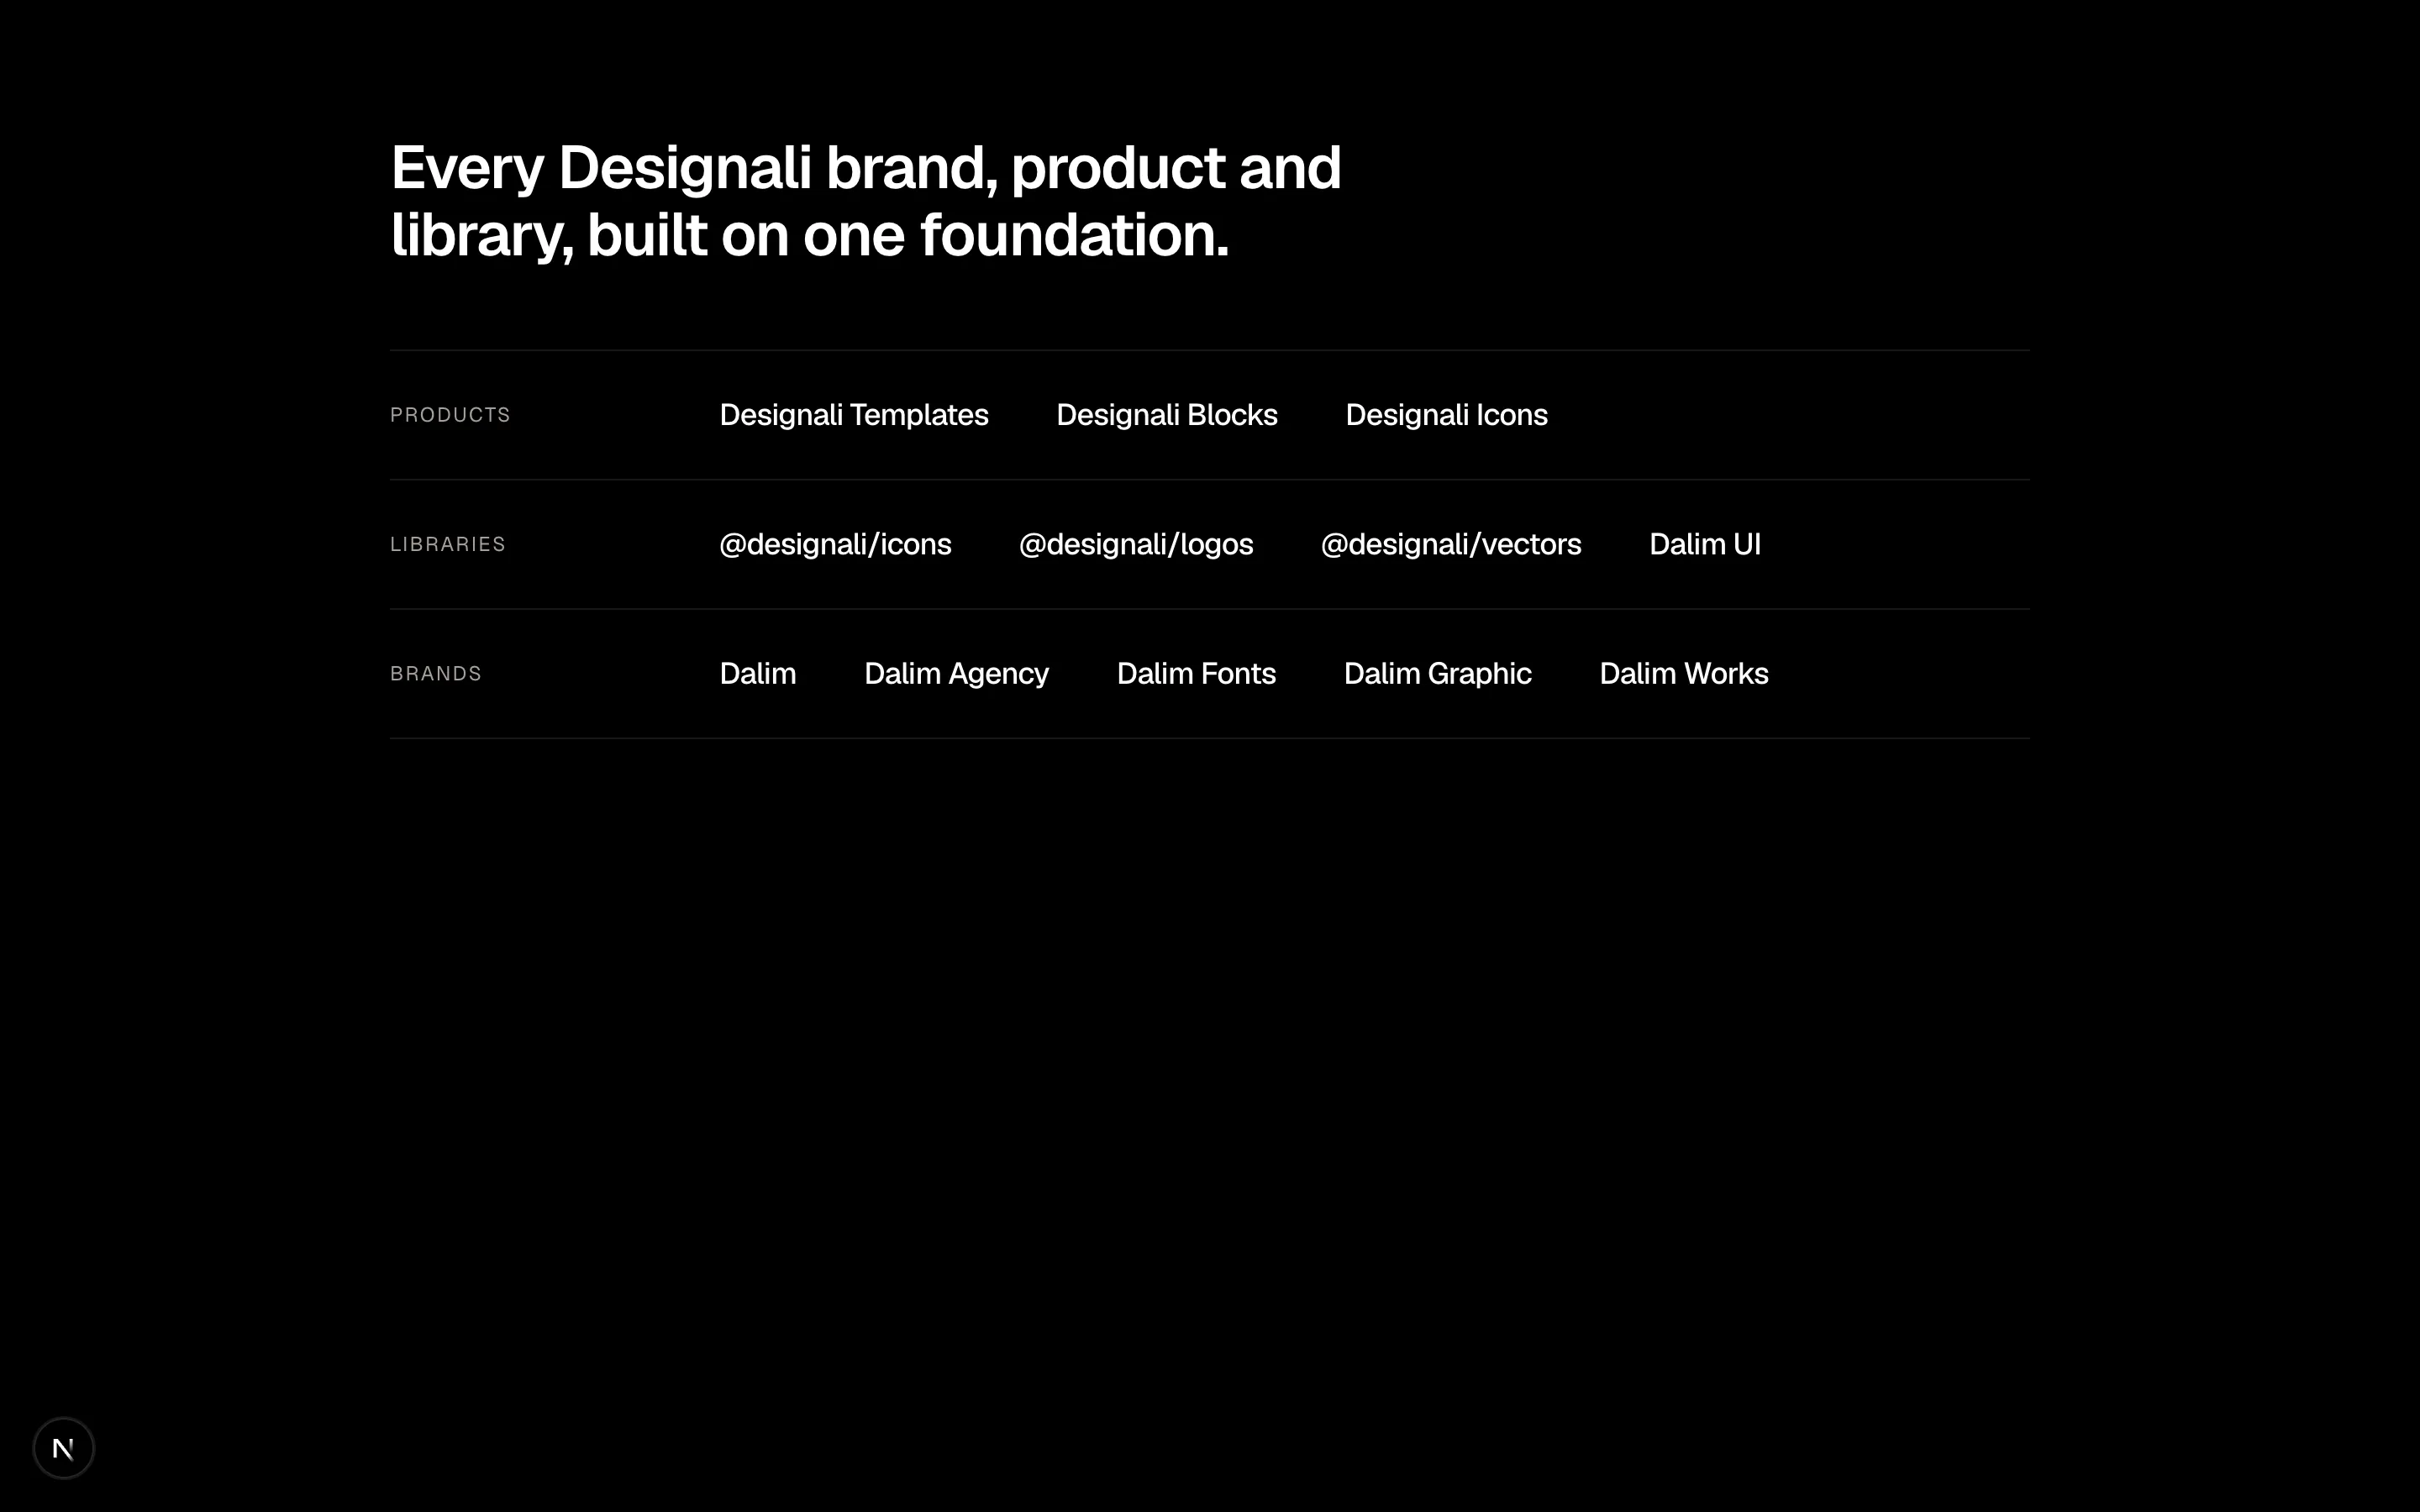 Every Designali brand, product and
library, built on one foundation.
PRODUCTS Designali Templates Designali Blocks Designali Icons
LIBRARIES @designali/icons @designali/logos @designali/vectors Dalim UI
BRANDS Dalim Dalim Agency Dalim Fonts Dalim Graphic Dalim Works
N